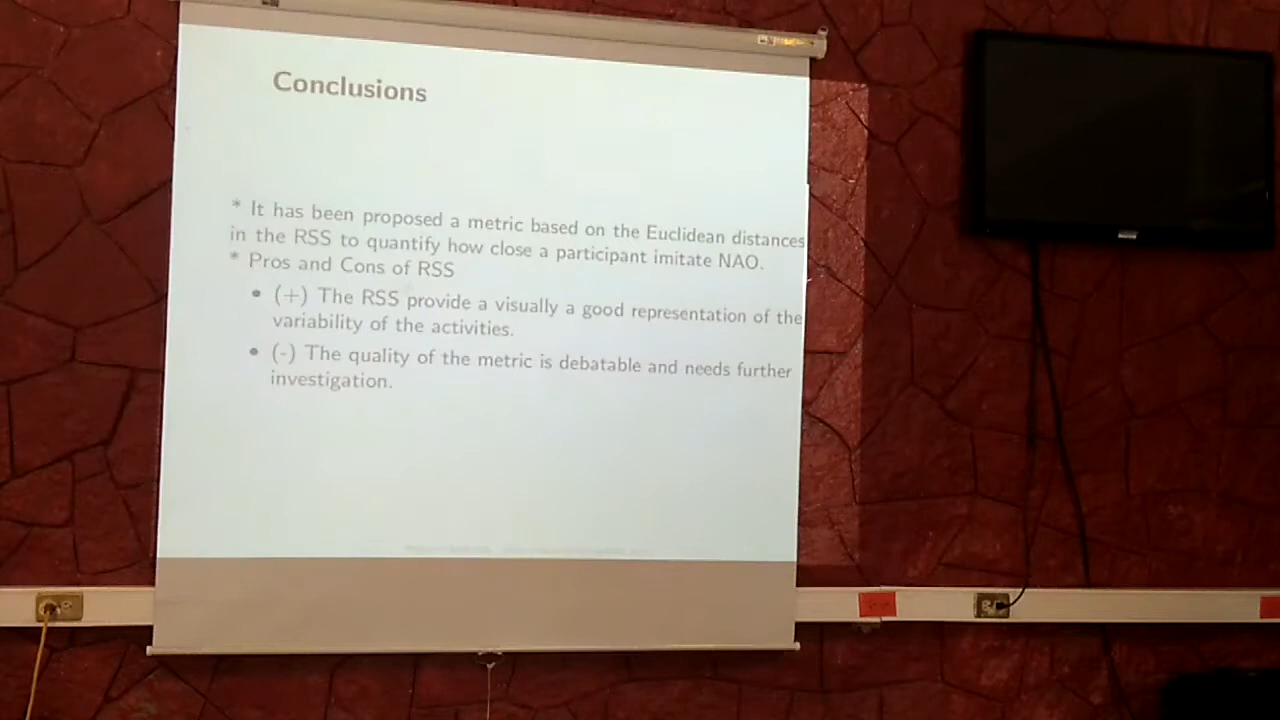 Conclusions
* It has been proposed a metric based on the Euclidean distances
in the RSS to quantify how close a participant imitate NAO.
* Pros and Cons of RSS
• (+) The RSS provide a visually a good representation of the
variability of the activities.
• (-) The quality of the metric is debatable and needs further
investigation.